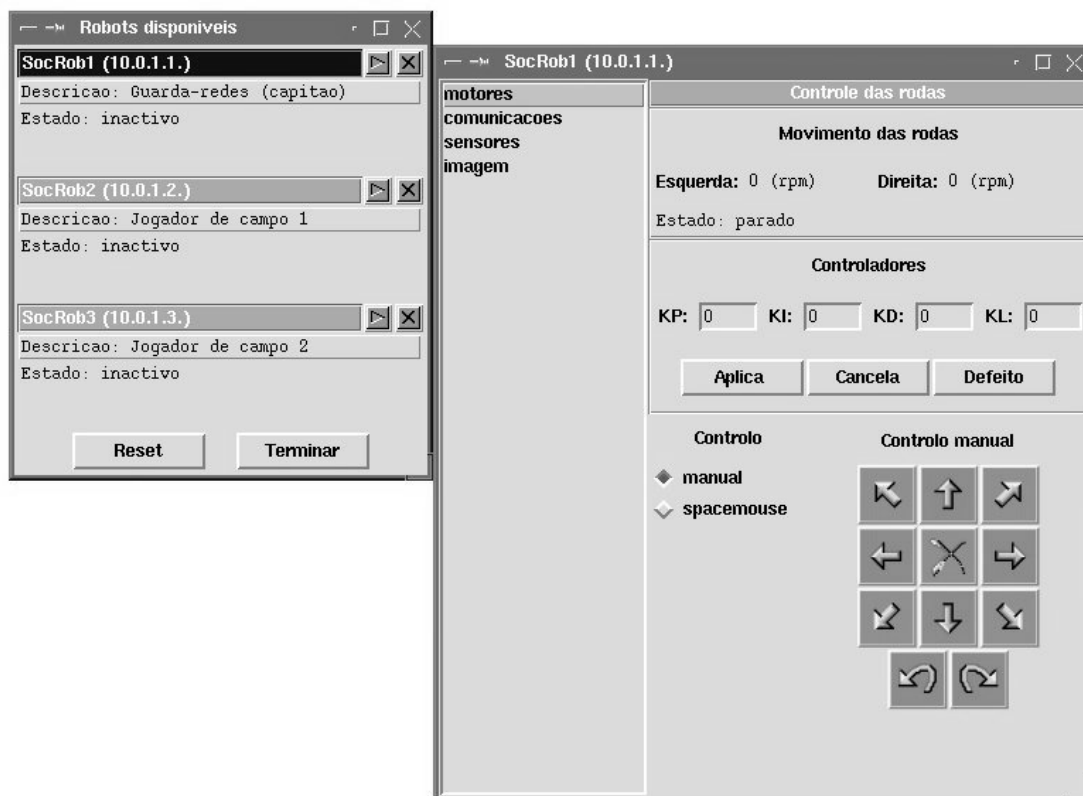 Robots disponiveis
SocRob1 (10.0.1.1.)
Descricao: Guarda-redes (capitao)
Estado: inactivo
SocRob2 (10.0.1.2.)
Descricao: Jogador de campo 1
Estado: inactivo
SocRob3 (10.0.1.3.)
Descricao: Jogador de campo 2
Estado: inactivo
Reset Terminar
SocRob1 (10.0.1.1.)
motores
comunicacoes
sensores
imagem
Controle das rodas
Movimento das rodas
Esquerda: 0 (rpm) Direita: 0 (rpm)
Estado: parado
Controladores
KP: 0 KI: 0 KD: 0 KL: 0
Aplica Cancela Defeito
Controlo
manual
spacemouse
Controlo manual